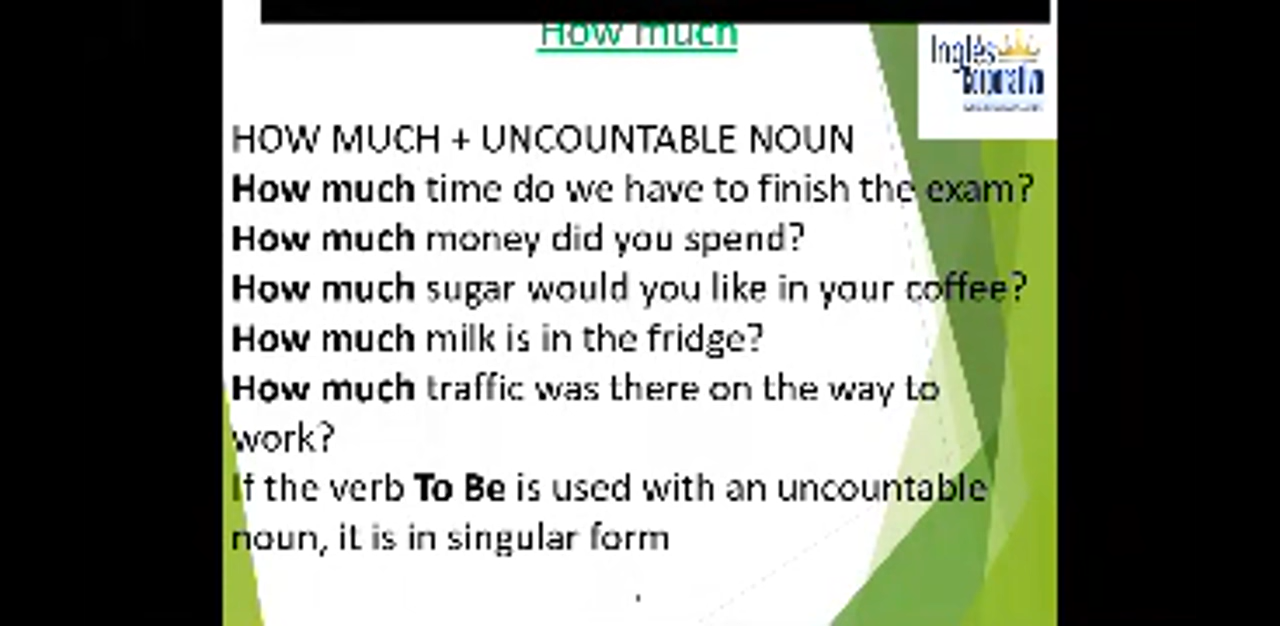 How much
Inglés
Corporativo
HOW MUCH + UNCOUNTABLE NOUN
How much time do we have to finish the exam?
How much money did you spend?
How much sugar would you like in your coffee?
How much milk is in the fridge?
How much traffic was there on the way to
work?
If the verb To Be is used with an uncountable
noun, it is in singular form